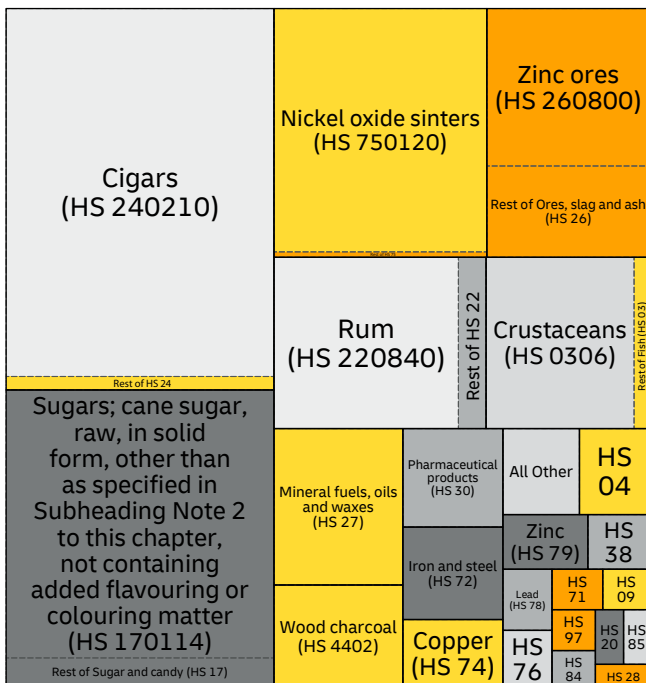 Cigars
(HS 240210)
Rest of HS 24
Sugars; cane sugar,
raw, in solid
form, other than
as specified in
Subheading Note 2
to this chapter,
not containing
added flavouring or
colouring matter
(HS 170114)
Rest of Sugar and candy (HS 17)
Nickel oxide sinters
(HS 750120)
Zinc ores
(HS 260800)
Rest of Ores, slag and ash
(HS 26)
Rum
(HS 220840)
Rest of HS 22
Crustaceans
(HS 0306)
Rest of Fish (HS 03)
Mineral fuels, oils
and waxes
(HS 27)
Wood charcoal
(HS 4402)
Pharmaceutical
products
(HS 30)
Iron and steel
(HS 72)
Copper
(HS 74)
All Other
HS
04
Zinc
(HS 79)
HS
38
Lead
(HS 78)
HS
76
HS
71
HS
09
HS
97
HS
84
HS
20
HS
85
HS 28